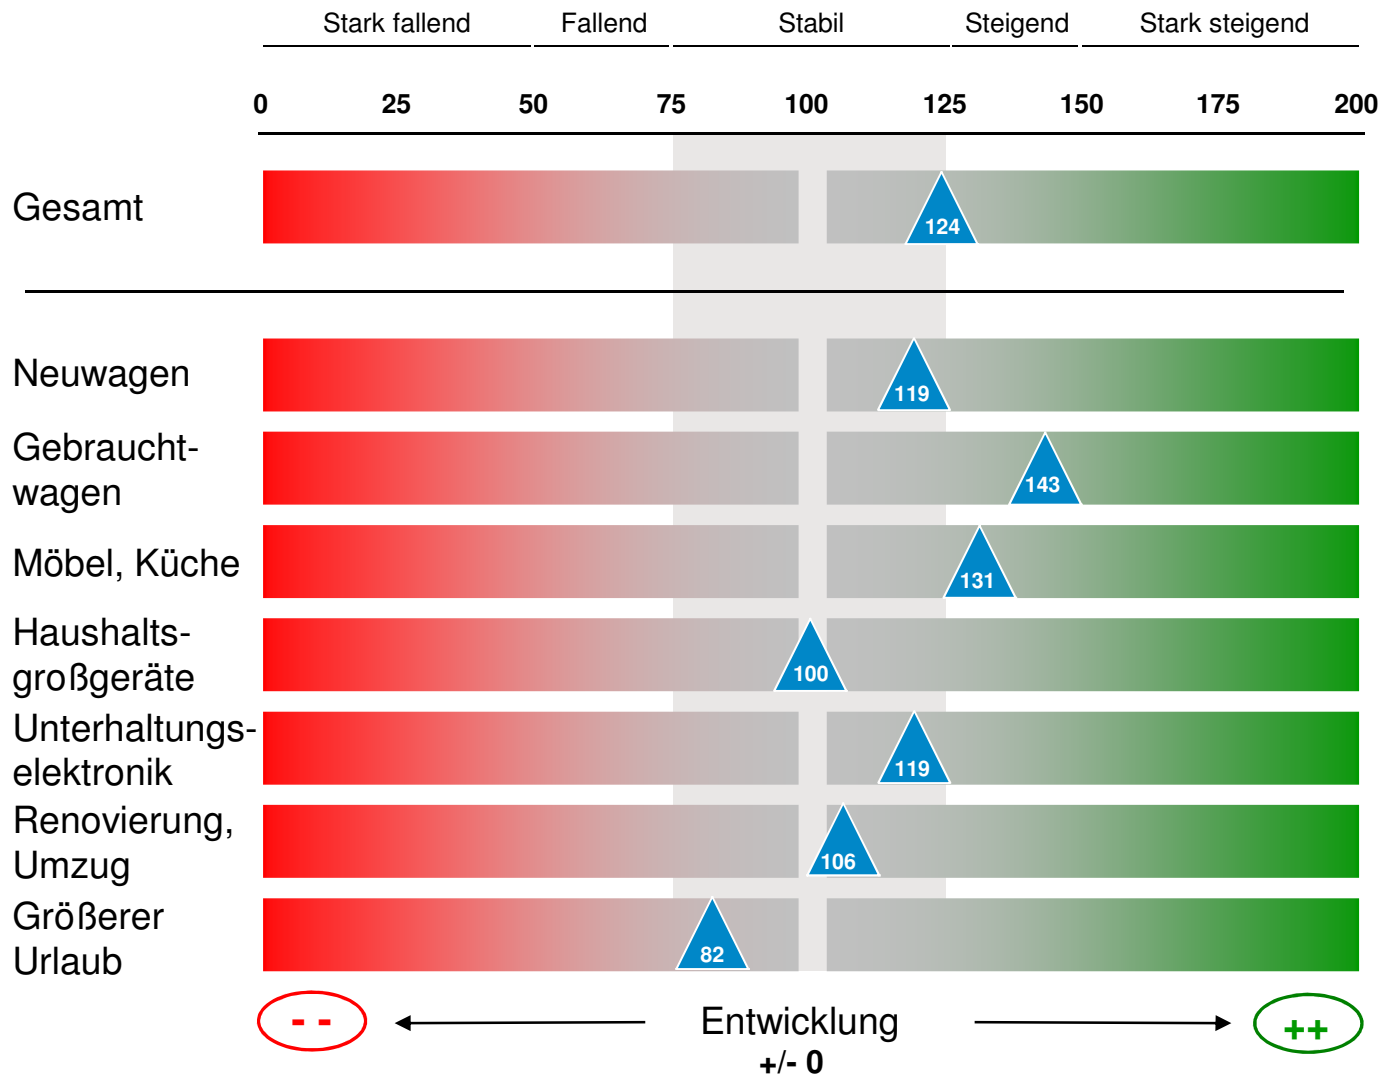 Stark fallend Fallend Stabil Steigend Stark steigend
0 25 50 75 100 125 150 175 200
Gesamt
124
Neuwagen
119
Gebraucht-
wagen
143
Möbel, Küche
131
Haushalts-
großgeräte
100
Unterhaltungs-
elektronik
119
Renovierung,
Umzug
106
Größerer
Urlaub
82
- - Entwicklung ++
+/- 0